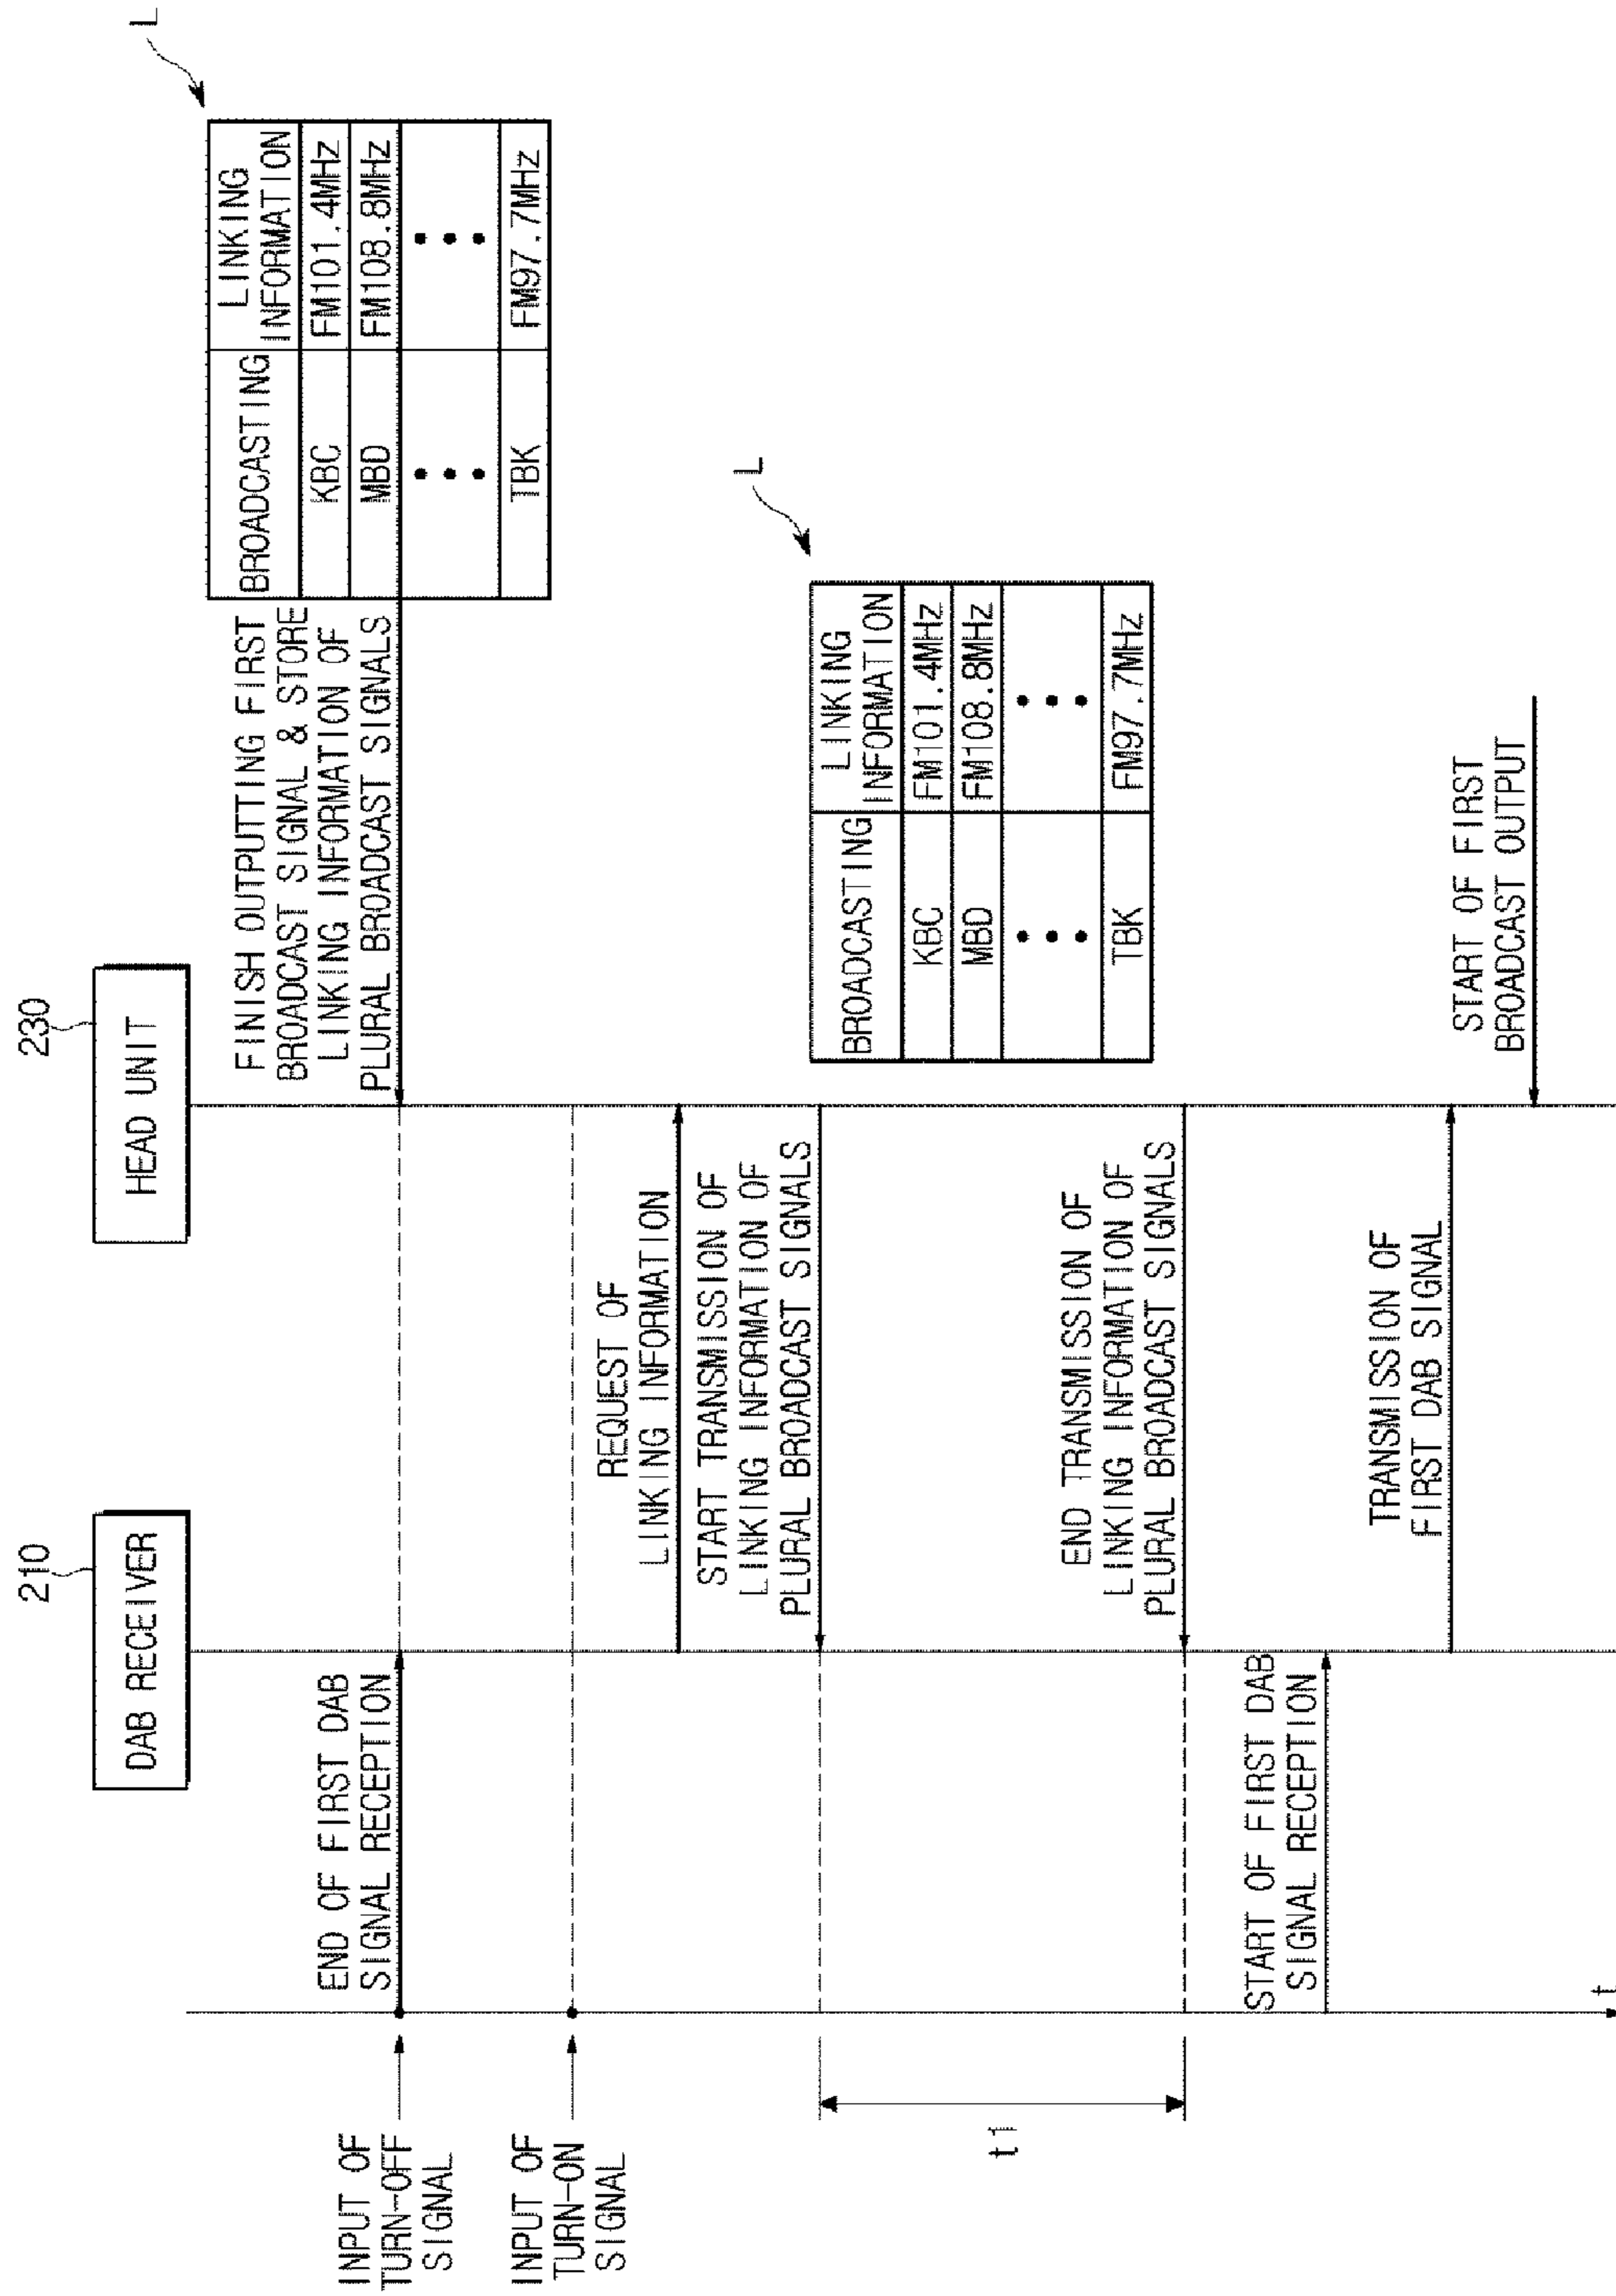 210
DAB RECEIVER
230
HEAD UNIT
L
INPUT OF
TURN-OFF
SIGNAL
END OF FIRST DAB
SIGNAL RECEPTION
FINISH OUTPUTTING FIRST
BROADCAST SIGNAL & STORE
LINKING INFORMATION OF
PLURAL BROADCAST SIGNALS
BROADCASTING
LINKING
INFORMATION
KBC
FM101.4MHz
MBD
FM108.8MHz
TBK
FM97.7MHz
INPUT OF
TURN-ON
SIGNAL
REQUEST OF
LINKING INFORMATION
START TRANSMISSION OF
LINKING INFORMATION OF
PLURAL BROADCAST SIGNALS
L
BROADCASTING
LINKING
INFORMATION
KBC
FM101.4MHz
MBD
FM108.8MHz
TBK
FM97.7MHz
t1
END TRANSMISSION OF
LINKING INFORMATION OF
PLURAL BROADCAST SIGNALS
START OF FIRST DAB
SIGNAL RECEPTION
TRANSMISSION OF
FIRST DAB SIGNAL
START OF FIRST
BROADCAST OUTPUT
t